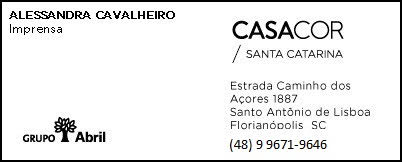 ALESSANDRA CAVALHEIRO
Imprensa
GRUPO Abril
CASACOR
/ SANTA CATARINA
Estrada Caminho dos
Açores 1887
Santo Antônio de Lisboa
Florianópolis SC
(48) 9 9671-9646